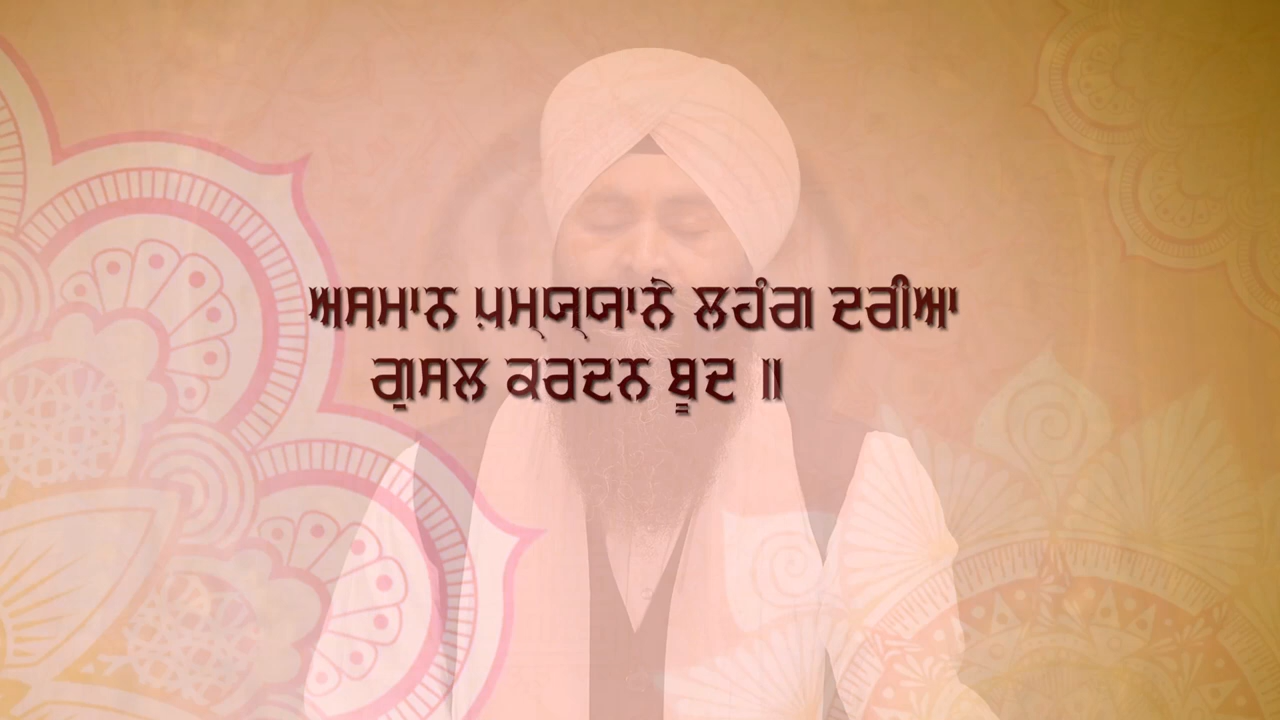 ਅਸਮਾਨ ਲਹੰਗ ਦਰੀਆ
ਗੁਸਲ ਕਰਦਨ ਬੂਦ ॥